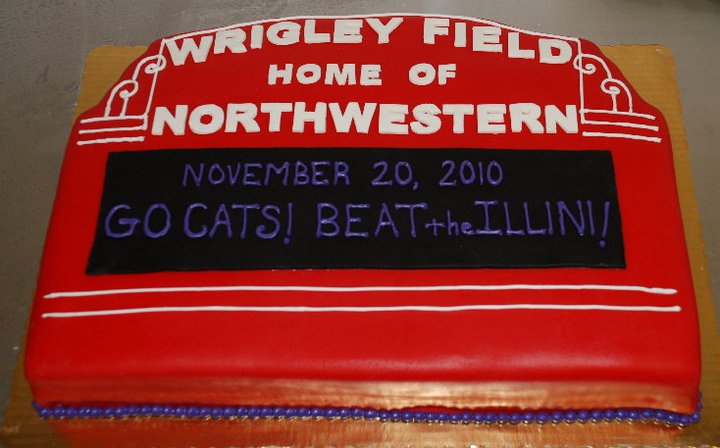 WRIGLEY FIELD
HOME OF
NORTHWESTERN
NOVEMBER 20, 2010
GO CATS! BEAT the ILLINI!